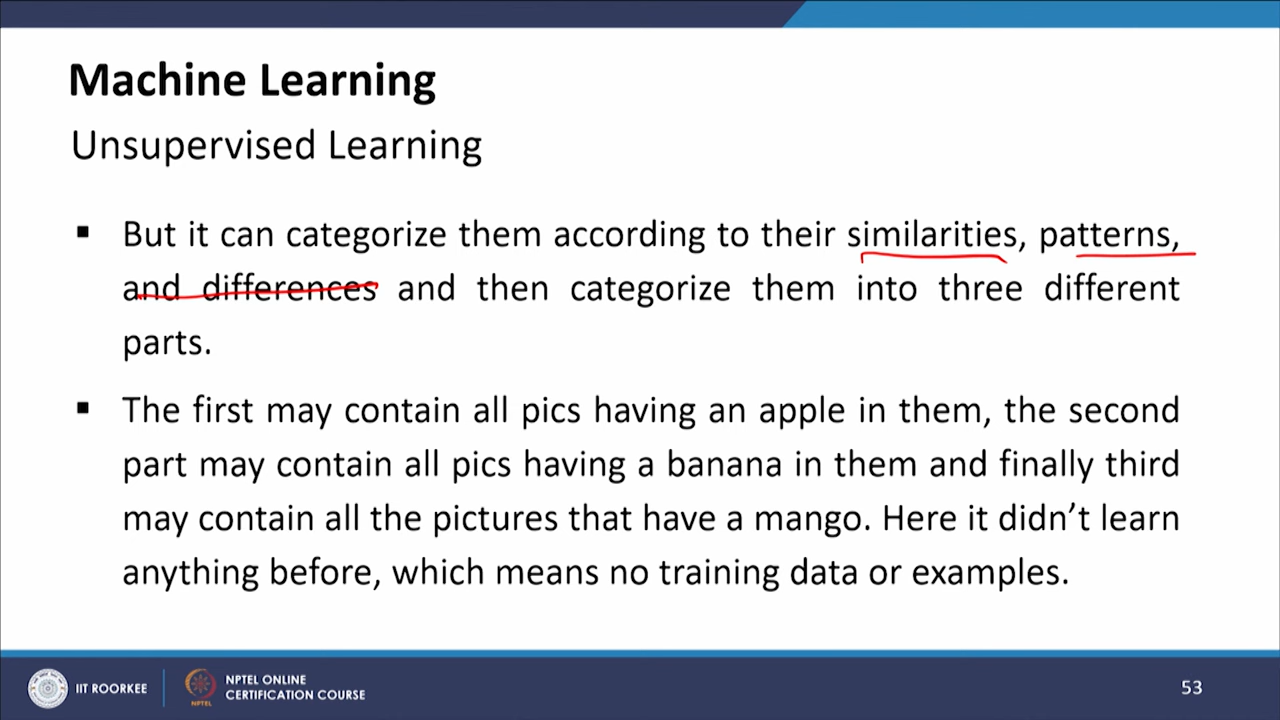 Machine Learning
Unsupervised Learning
▪ But it can categorize them according to their similarities, patterns,
and differences and then categorize them into three different
parts.
▪ The first may contain all pics having an apple in them, the second
part may contain all pics having a banana in them and finally third
may contain all the pictures that have a mango. Here it didn’t learn
anything before, which means no training data or examples.
IIT ROORKEE
NPTEL
NPTEL ONLINE
CERTIFICATION COURSE
53